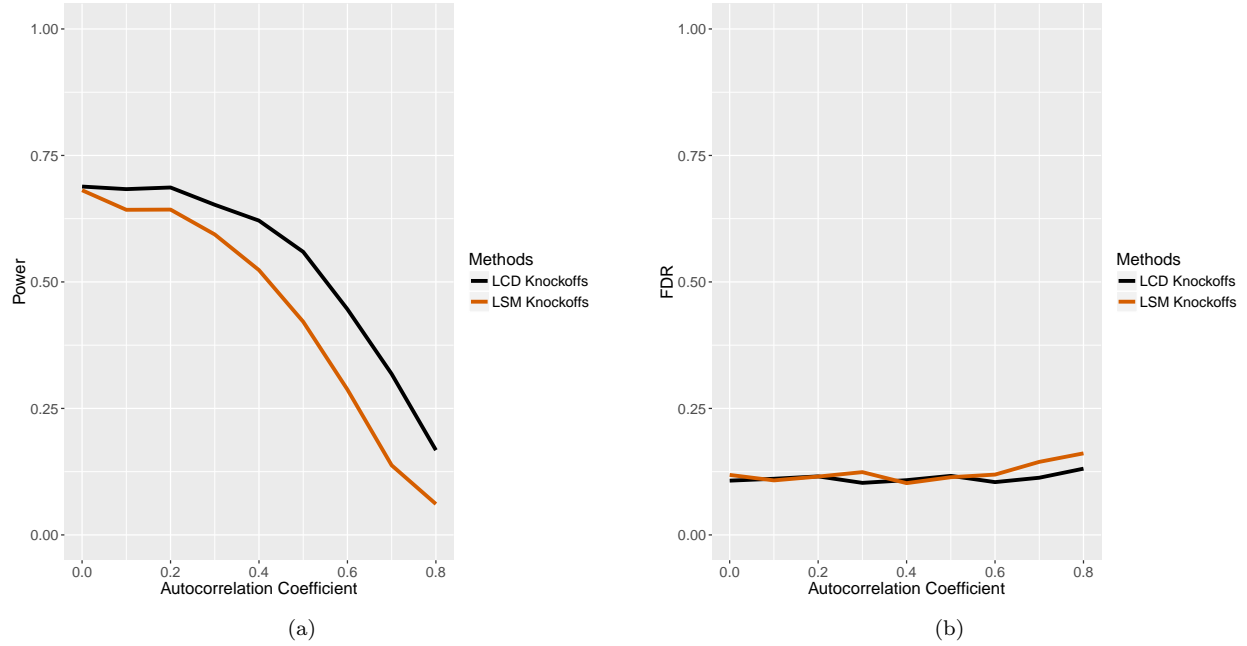 1.00
0.75
0.50
0.25
0.00
Power
0.0 0.2 0.4 0.6 0.8
Autocorrelation Coefficient
Methods
LCD Knockoffs
LSM Knockoffs
(a)
1.00
0.75
0.50
0.25
0.00
FDR
0.0 0.2 0.4 0.6 0.8
Autocorrelation Coefficient
Methods
LCD Knockoffs
LSM Knockoffs
(b)